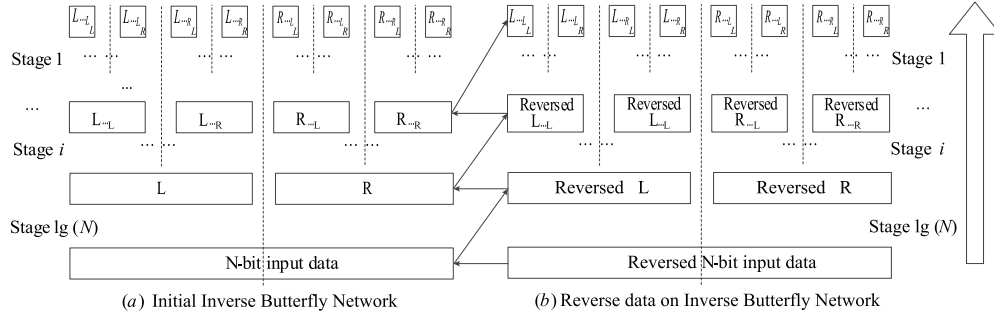 L...L L L...L R L...R L L...R R R...L L R...L R R...R L R...R R L...L L L...L R L...R L L...R R R...L L R...L R R...R L R...R R
Stage 1 ... ... ... ... ... ... ... ... ... ... ... ... ... ... ... ... Stage 1
...
... L...L L...R R...L R...R Reversed L...L Reversed L...R Reversed R...L Reversed R...R ...
Stage i ... ... ... ... ... ... ... ... Stage i
L R Reversed L Reversed R
Stage lg (N) Stage lg (N)
N-bit input data Reversed N-bit input data
(a) Initial Inverse Butterfly Network (b) Reverse data on Inverse Butterfly Network